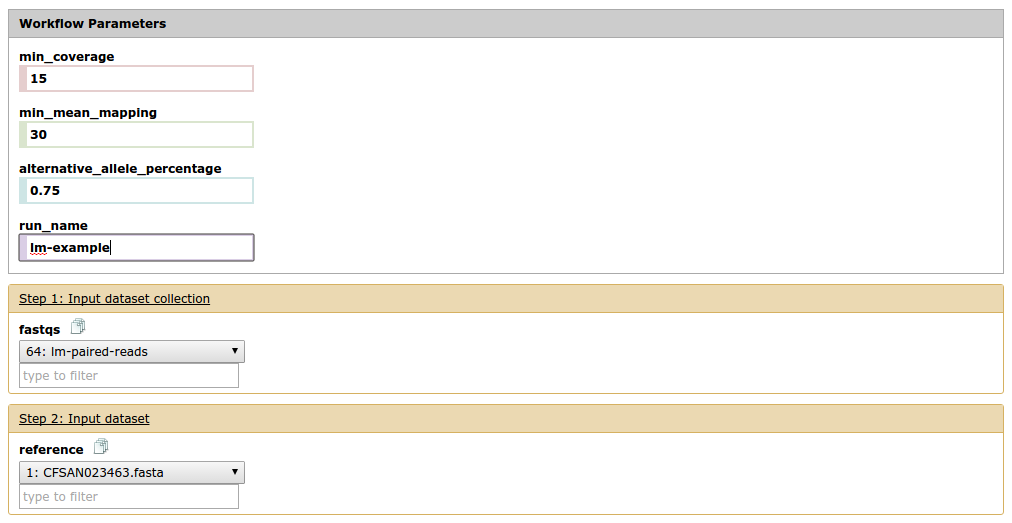 Workflow Parameters
min_coverage
15
min_mean_mapping
30
alternative_allele_percentage
0.75
run_name
lm-example
Step 1: Input dataset collection
fastqs
64: lm-paired-reads
type to filter
Step 2: Input dataset
reference
1: CFSAN023463.fasta
type to filter